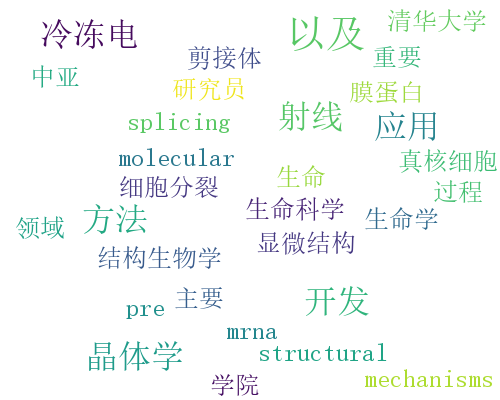 冷冻电
以及
清华大学
剪接体
重要
中亚
研究员
膜蛋白
splicing
射线
应用
molecular
真核细胞
细胞分裂
生命
过程
生命科学
生命学
领域
方法
显微结构
结构生物学
pre
主要
开发
mrna
晶体学
structural
学院
mechanisms